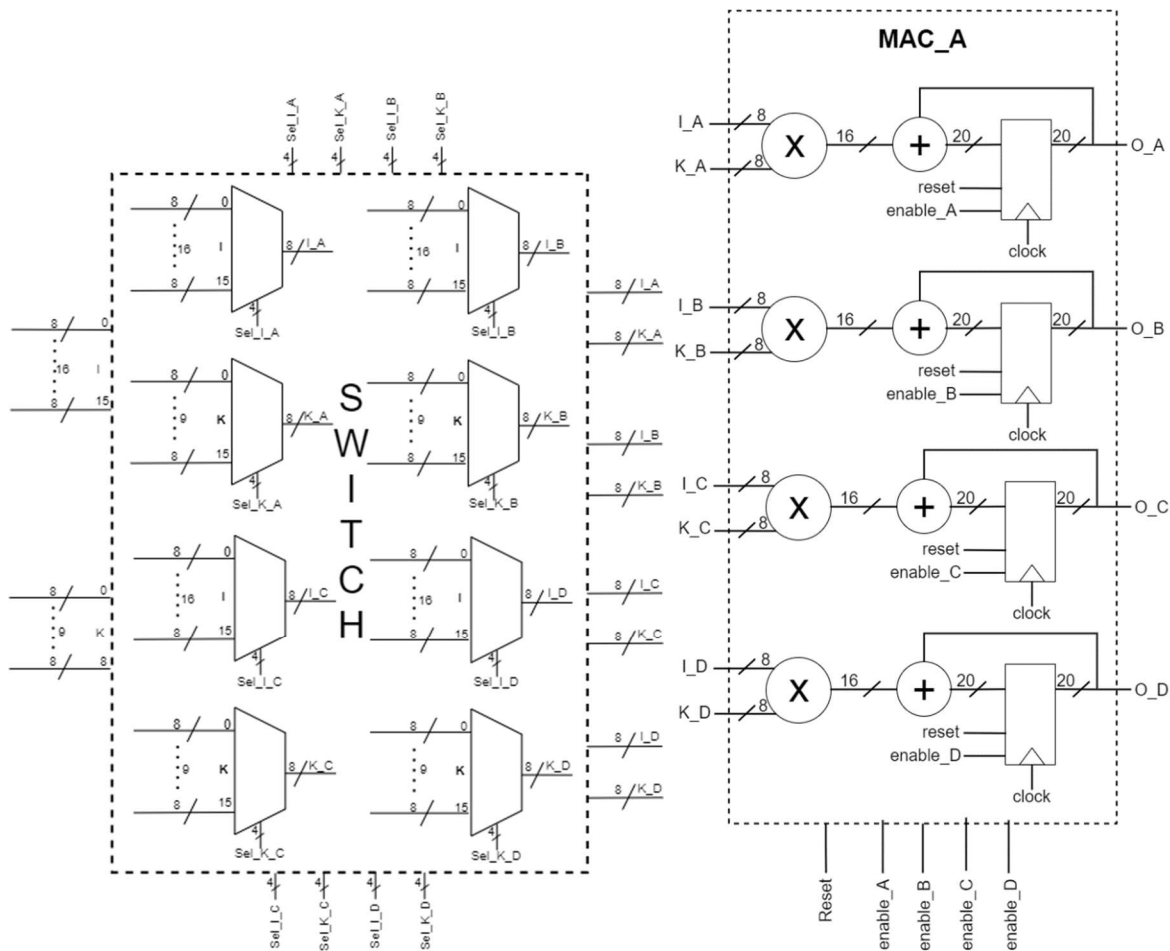 MAC_A
Sel_I_A
Sel_K_A
Sel_I_B
Sel_K_B
4 4 4 4
8 0
16 I
8 15
8 I_A
4
Sel_I_A
8 0
16 I
8 15
8 I_B
4
Sel_I_B
8 0
16 I
8 15
8 0
9 K
8 15
8 K_A
4
Sel_K_A
8 0
9 K
8 15
8 K_B
4
Sel_K_B
SWITCH
8 0
16 I
8 15
8 I_C
4
Sel_I_C
8 0
16 I
8 15
8 I_D
4
Sel_I_D
8 0
9 K
8 8
8 0
9 K
8 15
8 K_C
4
Sel_K_C
8 0
9 K
8 15
8 K_D
4
Sel_K_D
4 4 4 4
Sel_I_C
Sel_K_C
Sel_I_D
Sel_K_D
8 I_A
8 K_A
8 I_B
8 K_B
8 I_C
8 K_C
8 I_D
8 K_D
I_A 8
K_A 8
X 16 + 20 20 O_A
reset
enable_A
clock
I_B 8
K_B 8
X 16 + 20 20 O_B
reset
enable_B
clock
I_C 8
K_C 8
X 16 + 20 20 O_C
reset
enable_C
clock
I_D 8
K_D 8
X 16 + 20 20 O_D
reset
enable_D
clock
Reset
enable_A
enable_B
enable_C
enable_D